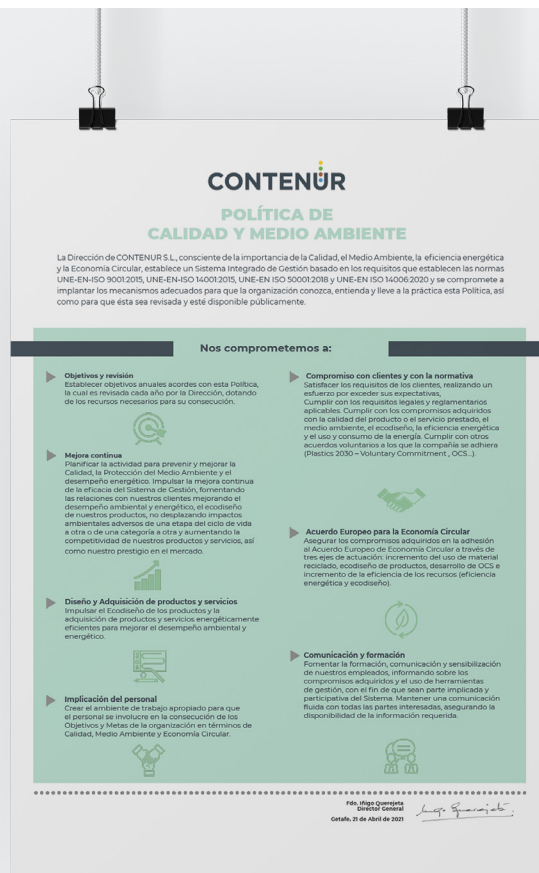 CONTENUR
POLÍTICA DE
CALIDAD Y MEDIO AMBIENTE
La Dirección de CONTENUR S.L., consciente de la importancia de la Calidad, el Medio Ambiente, la eficiencia energética
y la Economía Circular, establece un Sistema Integrado de Gestión basado en los requisitos que establecen las normas
UNE-EN-ISO 9001:2015, UNE-EN-ISO 14001:2015, UNE-EN ISO 50001:2018 y UNE-EN ISO 14006:2020 y se compromete a
implantar los mecanismos adecuados para que la organización conozca, entienda y lleve a la práctica esta Política, así
como para que ésta sea revisada y esté disponible públicamente.
Nos comprometemos a:
Objetivos y revisión
Establecer objetivos anuales acordes con esta Política,
la cual es revisada cada año por la Dirección, dotando
de los recursos necesarios para su consecución.
Mejora continua
Planificar la actividad para prevenir y mejorar la
Calidad, la Protección del Medio Ambiente y el
desempeño energético. Impulsar la mejora continua
de la eficacia del Sistema de Gestión, fomentando
las relaciones con nuestros clientes mejorando el
desempeño ambiental y energético, el ecodiseño
de nuestros productos, no desplazando impactos
ambientales adversos de una etapa del ciclo de vida
a otra o de una categoría a otra y aumentando la
competitividad de nuestros productos y servicios, así
como nuestro prestigio en el mercado.
Diseño y Adquisición de productos y servicios
Impulsar el Ecodiseño de los productos y la
adquisición de productos y servicios energéticamente
eficientes para mejorar el desempeño ambiental y
energético.
Implicación del personal
Crear el ambiente de trabajo apropiado para que
el personal se involucre en la consecución de los
Objetivos y Metas de la organización en términos de
Calidad, Medio Ambiente y Economía Circular.
Compromiso con clientes y con la normativa
Satisfacer los requisitos de los clientes, realizando un
esfuerzo por exceder sus expectativas,
Cumplir con los requisitos legales y reglamentarios
aplicables. Cumplir con los compromisos adquiridos
con la calidad del producto o el servicio prestado, el
medio ambiente, el ecodiseño, la eficiencia energética
y el uso y consumo de la energía. Cumplir con otros
acuerdos voluntarios a los que la compañía se adhiera
(Plastics 2030 – Voluntary Commitment , OCS...).
Acuerdo Europeo para la Economía Circular
Asegurar los compromisos adquiridos en la adhesión
al Acuerdo Europeo de Economía Circular a través de
tres ejes de actuación: incremento del uso de material
reciclado, ecodiseño de productos, desarrollo de OCS e
incremento de la eficiencia de los recursos (eficiencia
energética y ecodiseño).
Comunicación y formación
Fomentar la formación, comunicación y sensibilización
de nuestros empleados, informando sobre los
compromisos adquiridos y el uso de herramientas
de gestión, con el fin de que sean parte implicada y
participativa del Sistema. Mantener una comunicación
fluida con todas las partes interesadas, asegurando la
disponibilidad de la información requerida.
Fdo. Iñigo Querejeta
Director General
Getafe, 21 de Abril de 2021
Iñigo Querejeta